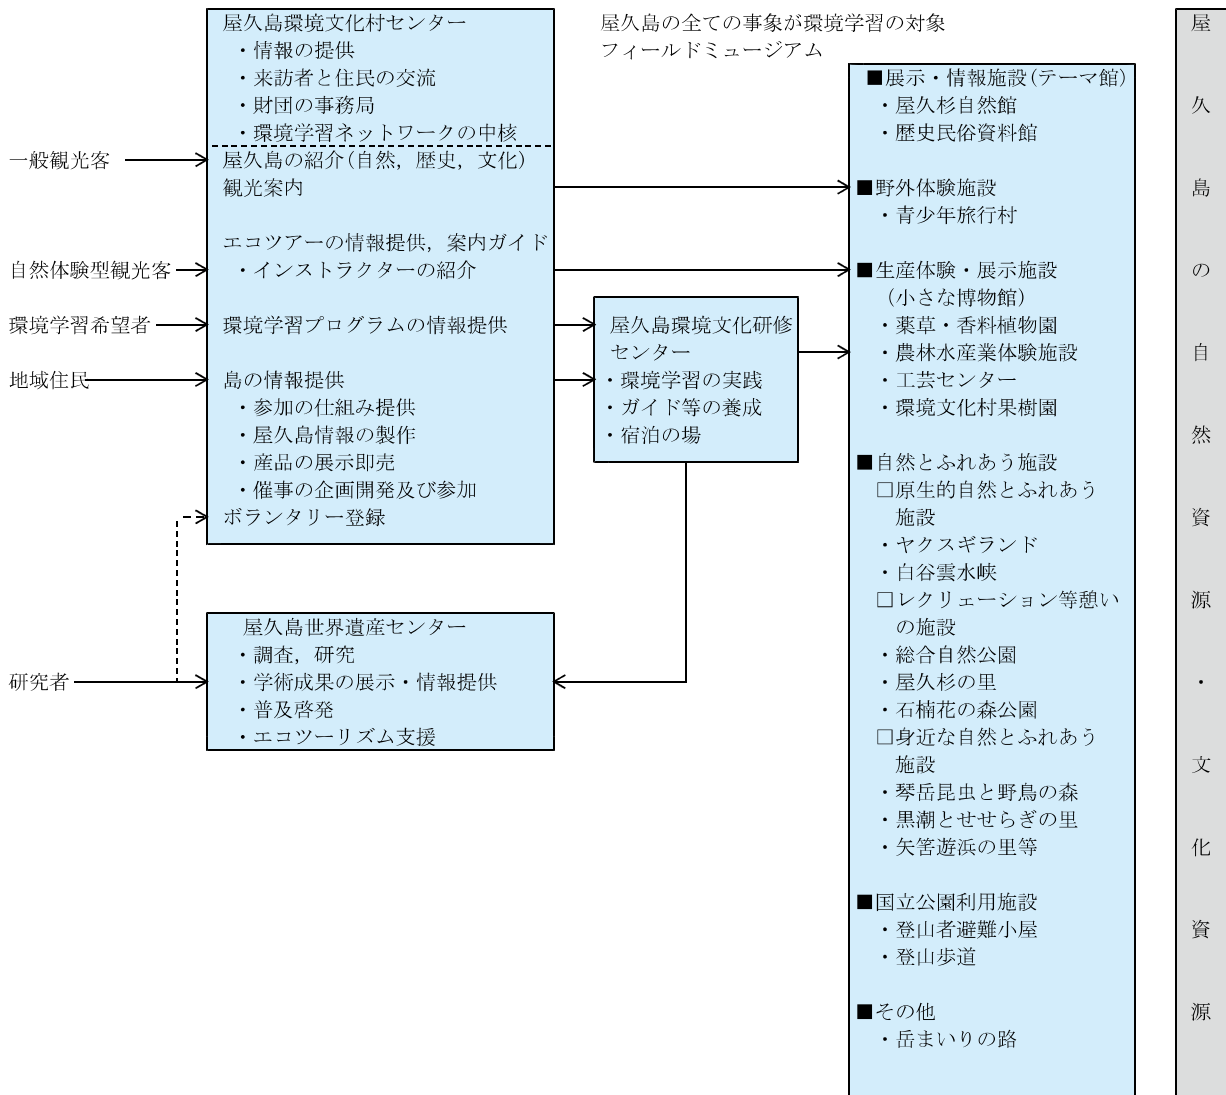 屋久島環境文化村センター
・情報の提供
・来訪者と住民の交流
・財団の事務局
・環境学習ネットワークの中核
屋久島の紹介(自然,歴史,文化)
観光案内
エコツアーの情報提供,案内ガイド
・インストラクターの紹介
環境学習プログラムの情報提供
島の情報提供
・参加の仕組み提供
・屋久島情報の製作
・産品の展示即売
・催事の企画開発及び参加
ボランタリー登録
一般観光客
自然体験型観光客
環境学習希望者
地域住民
研究者
屋久島世界遺産センター
・調査,研究
・学術成果の展示・情報提供
・普及啓発
・エコツーリズム支援
屋久島環境文化研修
センター
・環境学習の実践
・ガイド等の養成
・宿泊の場
屋久島の全ての事象が環境学習の対象
フィールドミュージアム
■展示・情報施設(テーマ館)
・屋久杉自然館
・歴史民俗資料館
■野外体験施設
・青少年旅行村
■生産体験・展示施設
(小さな博物館)
・薬草・香料植物園
・農林水産業体験施設
・工芸センター
・環境文化村果樹園
■自然とふれあう施設
□原生的自然とふれあう
施設
・ヤクスギランド
・白谷雲水峡
□レクリェーション等憩い
の施設
・総合自然公園
・屋久杉の里
・石楠花の森公園
□身近な自然とふれあう
施設
・琴岳昆虫と野鳥の森
・黒潮とせせらぎの里
・矢筈遊浜の里等
■国立公園利用施設
・登山者避難小屋
・登山歩道
■その他
・岳まいりの路
屋久島の自然資源・文化資源